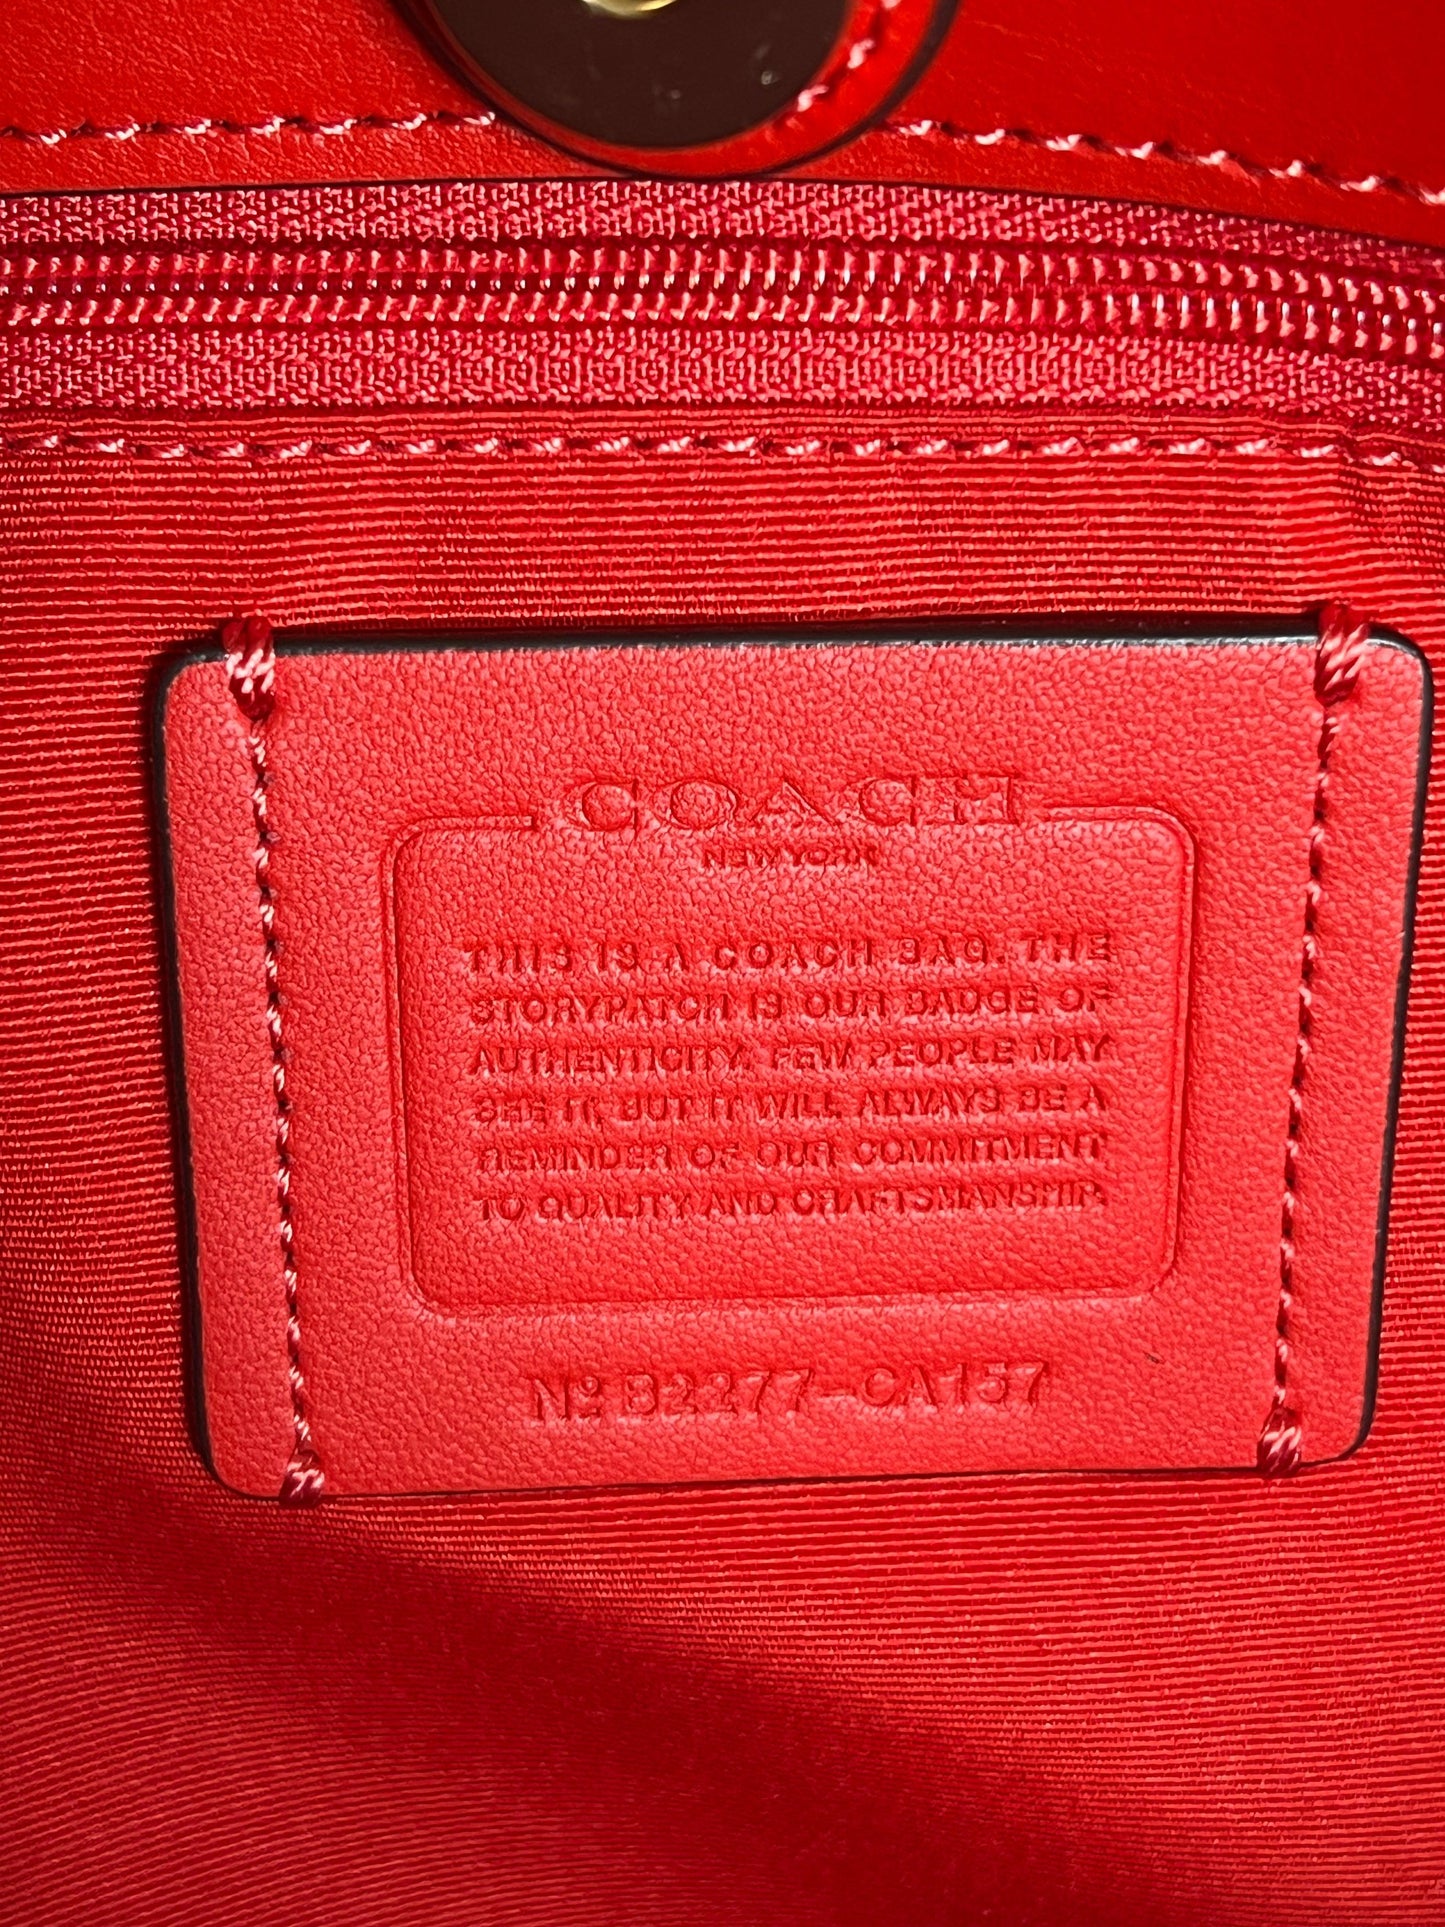 COACH
NEW YORK
THIS IS A COACH BAG. THE
STORYPATCH IS OUR BADGE OF
AUTHENTICITY. FEW PEOPLE MAY
SEE IT, BUT IT WILL ALWAYS BE A
REMINDER OF OUR COMMITMENT
TO QUALITY AND CRAFTSMANSHIP.
Nº B2277-CA157